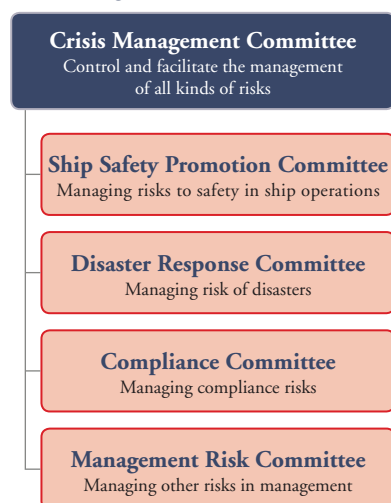 Crisis Management Committee
Control and facilitate the management
of all kinds of risks
Ship Safety Promotion Committee
Managing risks to safety in ship operations
Disaster Response Committee
Managing risk of disasters
Compliance Committee
Managing compliance risks
Management Risk Committee
Managing other risks in management